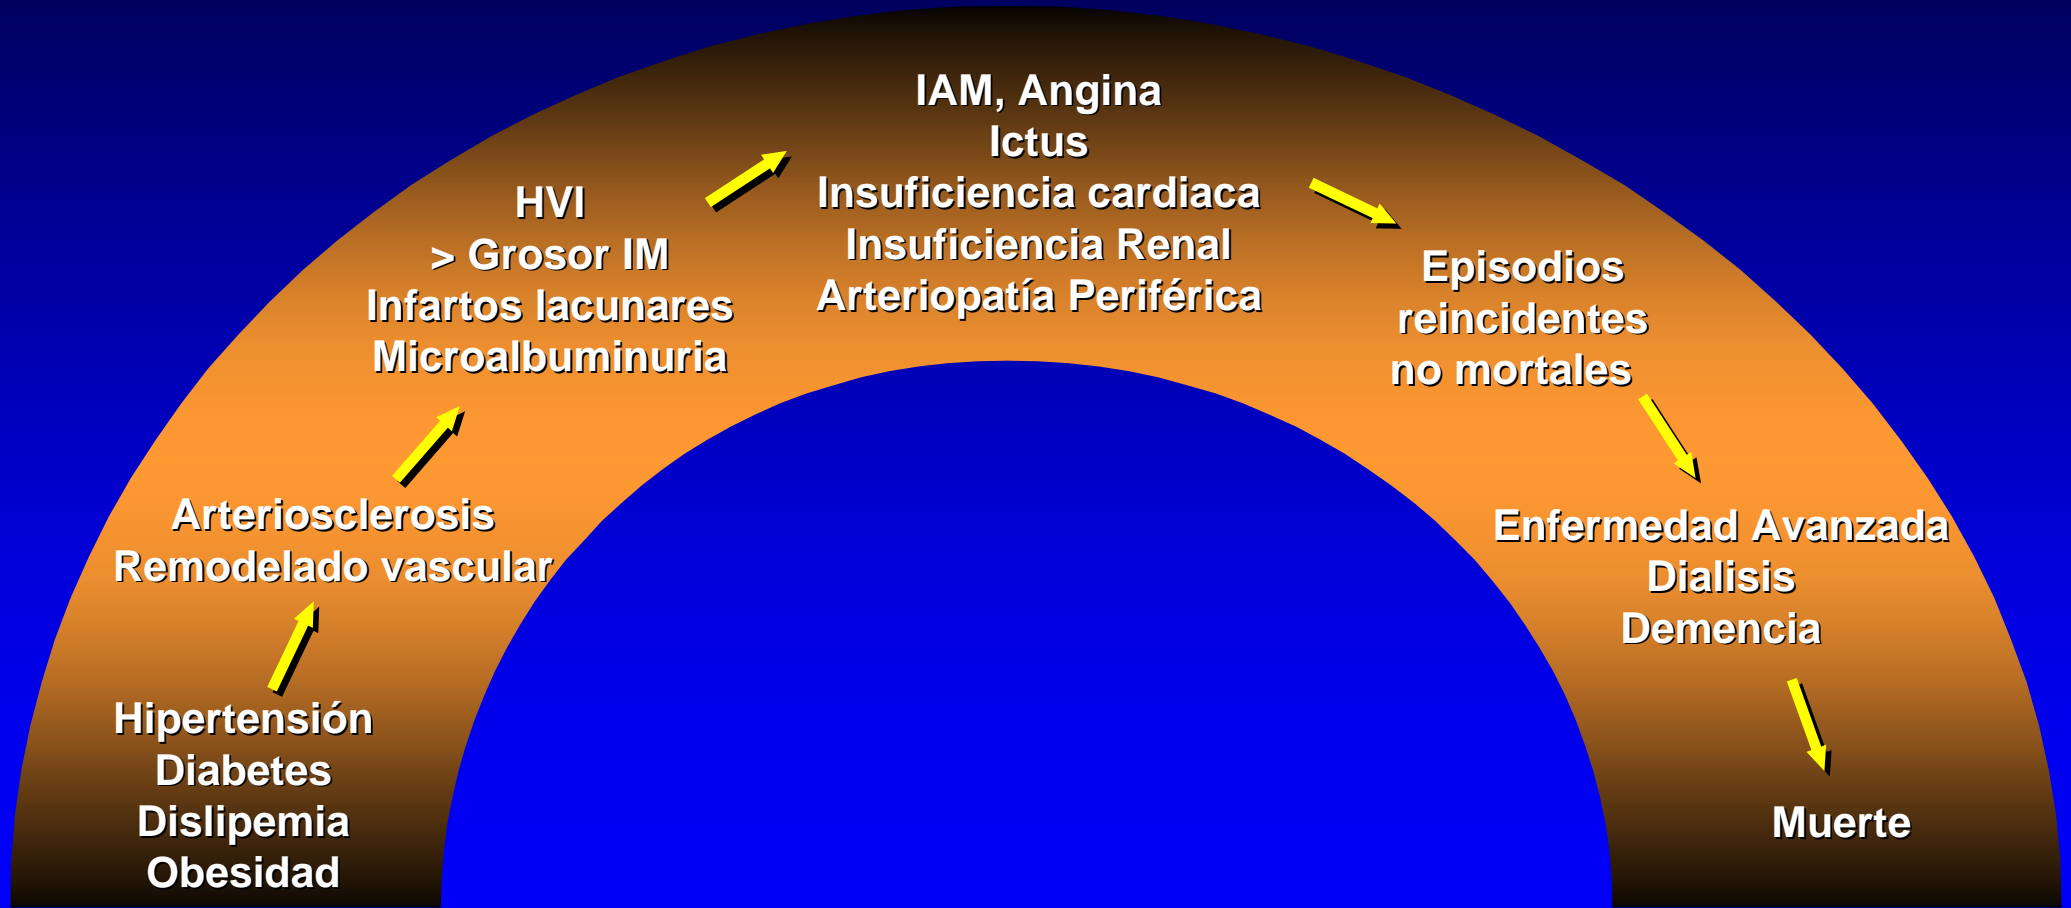 Hipertensión
Diabetes
Dislipemia
Obesidad
Arteriosclerosis
Remodelado vascular
HVI
> Grosor IM
Infartos lacunares
Microalbuminuria
IAM, Angina
Ictus
Insuficiencia cardiaca
Insuficiencia Renal
Arteriopatía Periférica
Episodios
reincidentes
no mortales
Enfermedad Avanzada
Dialisis
Demencia
Muerte